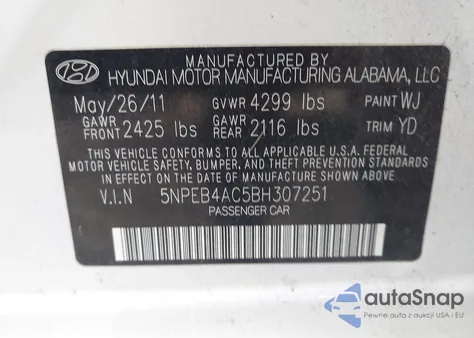 MANUFACTURED BY
HYUNDAI MOTOR MANUFACTURING ALABAMA, LLC
May/26/11 GVWR 4299 lbs PAINT WJ
GAWR FRONT 2425 lbs GAWR REAR 2116 lbs TRIM YD
THIS VEHICLE CONFORMS TO ALL APPLICABLE U.S.A. FEDERAL
MOTOR VEHICLE SAFETY, BUMPER, AND THEFT PREVENTION STANDARDS
IN EFFECT ON THE DATE OF MANUFACTURE SHOWN ABOVE.
V.I.N 5NPEB4AC5BH307251
PASSENGER CAR
autoSnap
Pewne auta z aukcji USA i EU